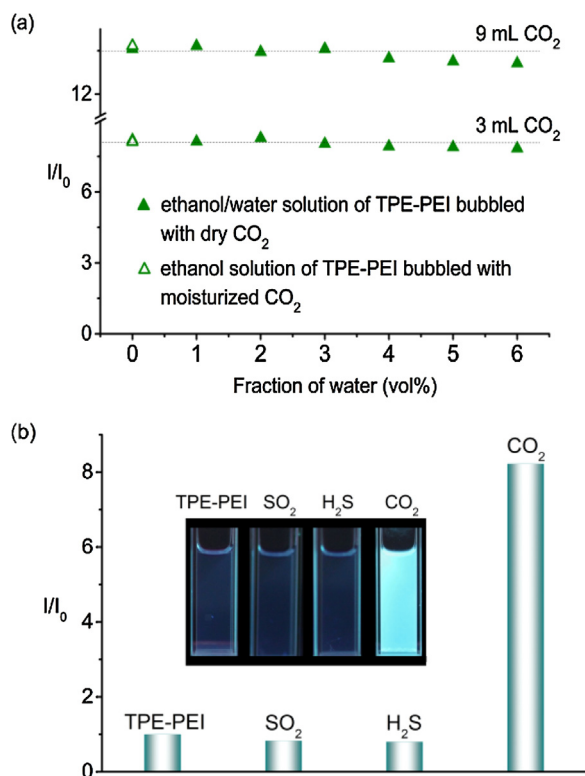 (a)
9 mL CO₂
12
3 mL CO₂
I/I₀
6
ethanol/water solution of TPE-PEI bubbled
with dry CO₂
3
ethanol solution of TPE-PEI bubbled with
moisturized CO₂
0
0 1 2 3 4 5 6
Fraction of water (vol%)
(b)
8
CO₂
TPE-PEI SO₂ H₂S CO₂
6
I/I₀
4
2
TPE-PEI SO₂ H₂S
0